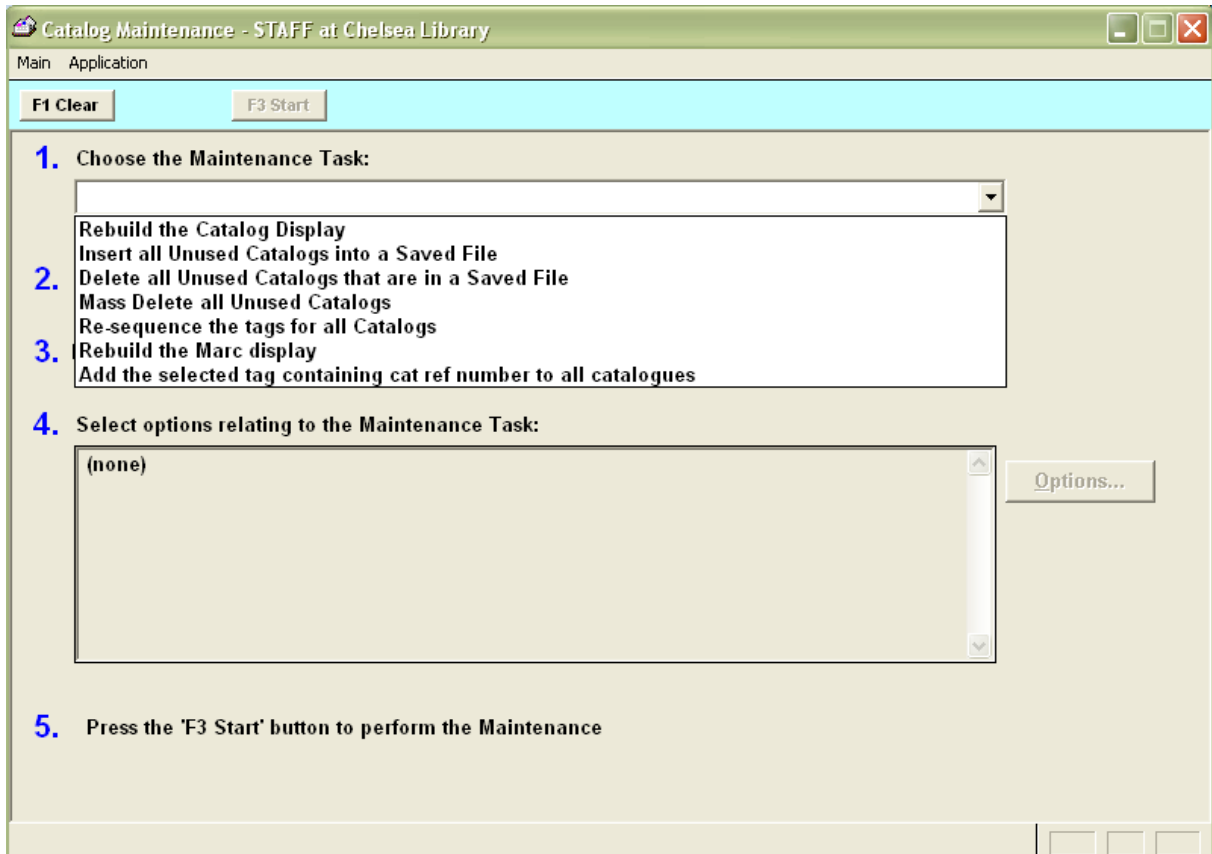 Catalog Maintenance - STAFF at Chelsea Library
Main Application
F1 Clear F3 Start
1. Choose the Maintenance Task:
Rebuild the Catalog Display
Insert all Unused Catalogs into a Saved File
2. Delete all Unused Catalogs that are in a Saved File
Mass Delete all Unused Catalogs
Re-sequence the tags for all Catalogs
3. Rebuild the Marc display
Add the selected tag containing cat ref number to all catalogues
4. Select options relating to the Maintenance Task:
(none)
Options...
5. Press the 'F3 Start' button to perform the Maintenance